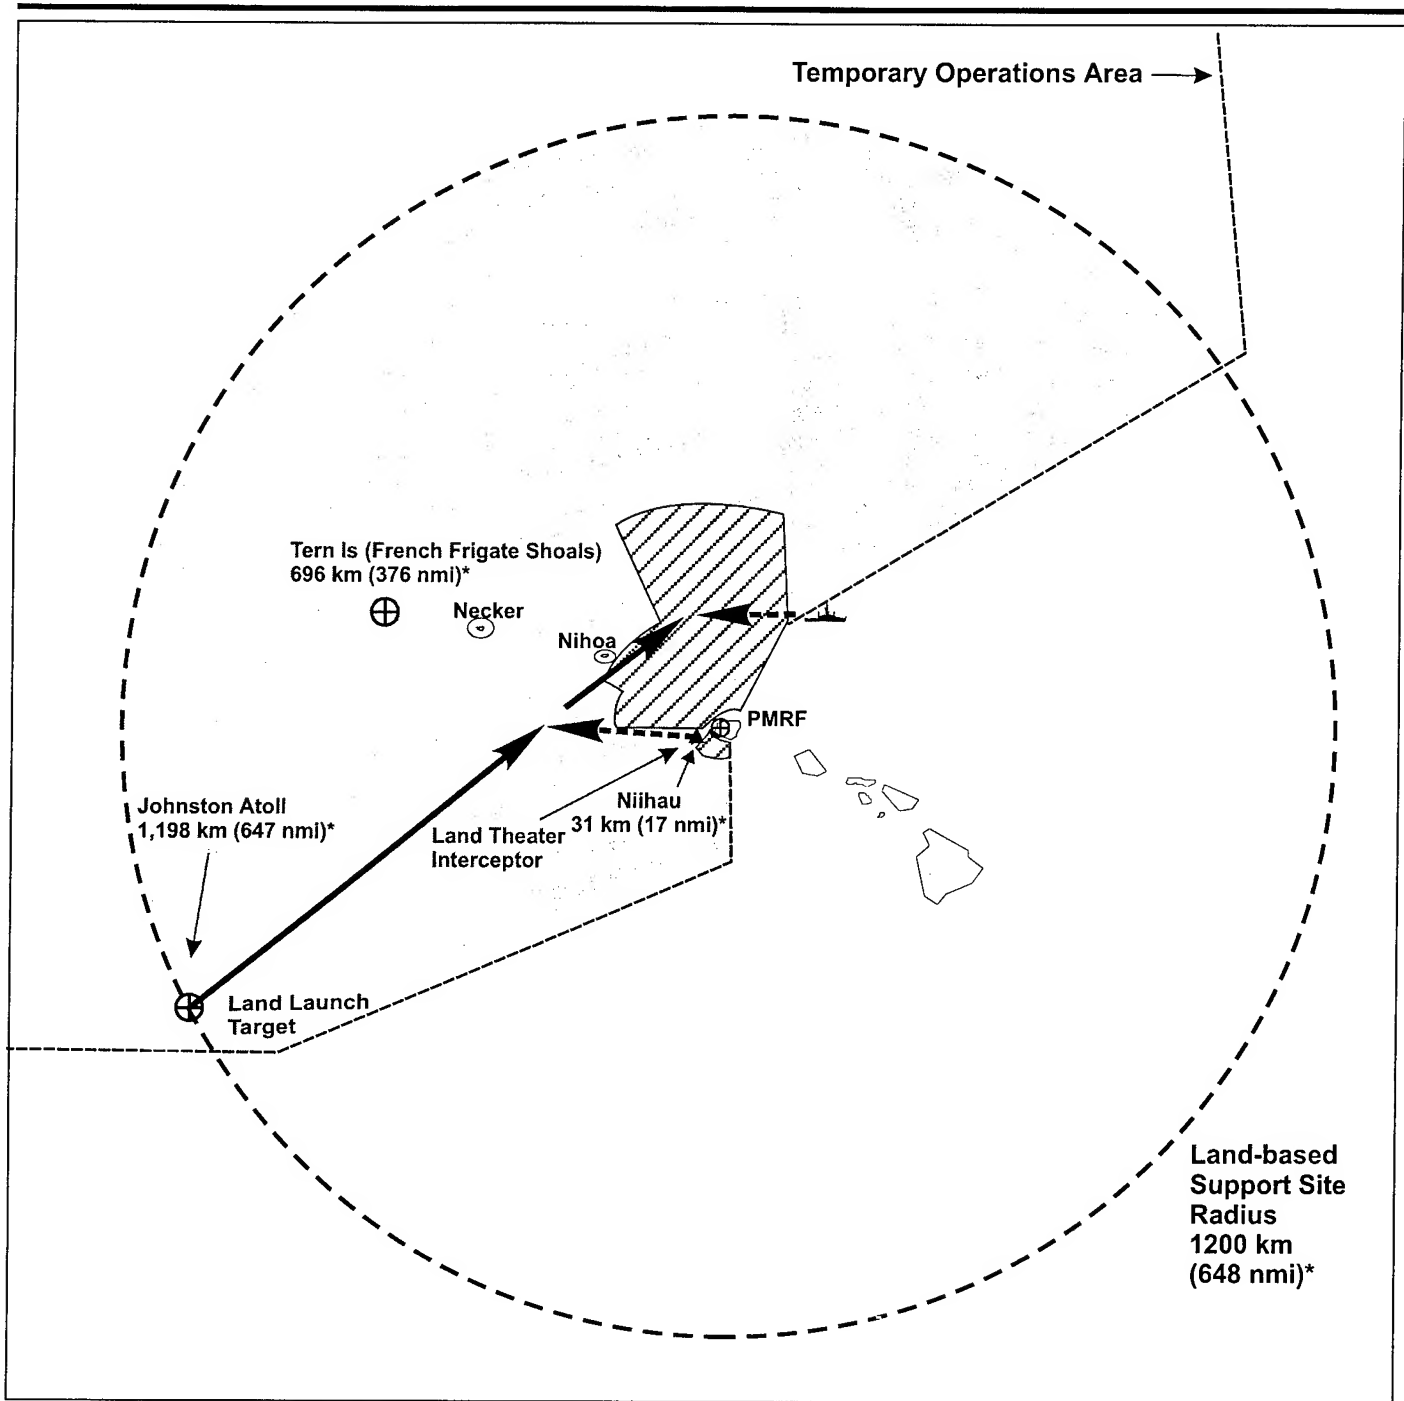 Temporary Operations Area
Tern Is (French Frigate Shoals)
696 km (376 nmi)*
Necker
Nihoa
PMRF
Johnston Atoll
1,198 km (647 nmi)*
Niihau
31 km (17 nmi)*
Land Theater
Interceptor
Land Launch
Target
Land-based
Support Site
Radius
1200 km
(648 nmi)*